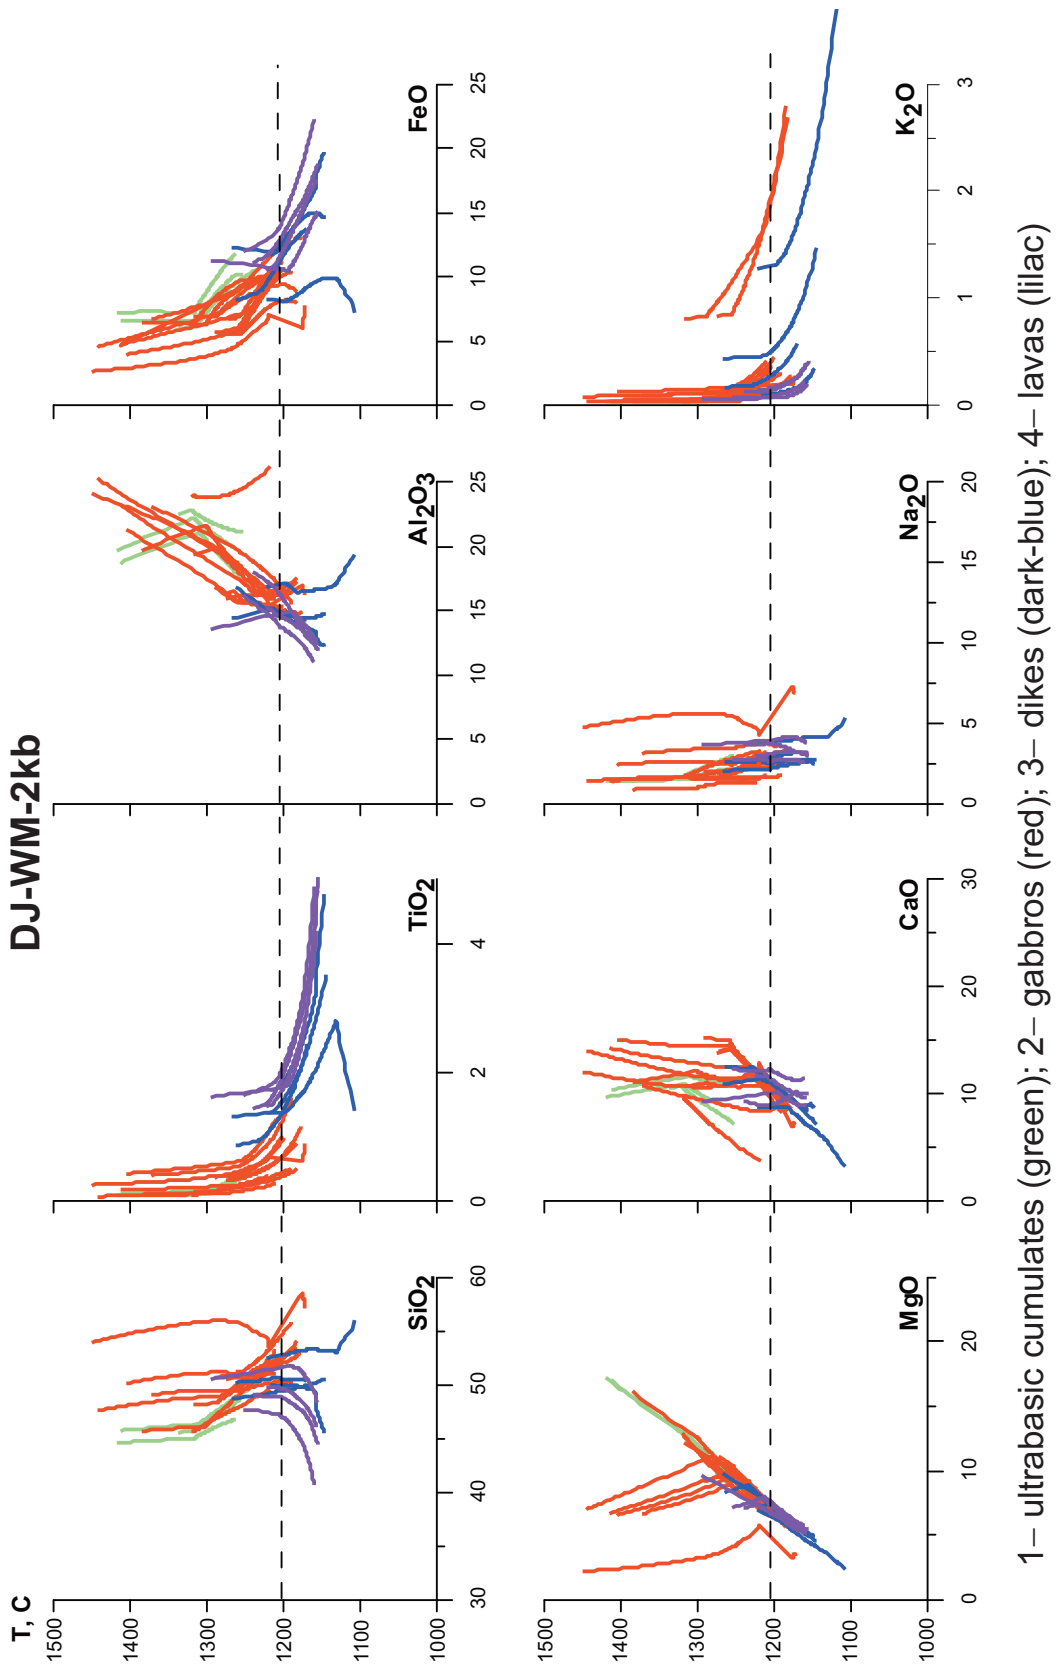 DJ-WM-2kb
T, C
1500
1400
1300
1200
1100
1000
30 40 50 60
SiO2
0 2 4
TiO2
0 5 10 15 20 25
Al2O3
0 5 10 15 20 25
FeO
1500
1400
1300
1200
1100
1000
0 10 20
MgO
0 10 20 30
CaO
0 5 10 15 20
Na2O
0 1 2 3
K2O
1– ultrabasic cumulates (green); 2– gabbros (red); 3– dikes (dark-blue); 4– lavas (lilac)